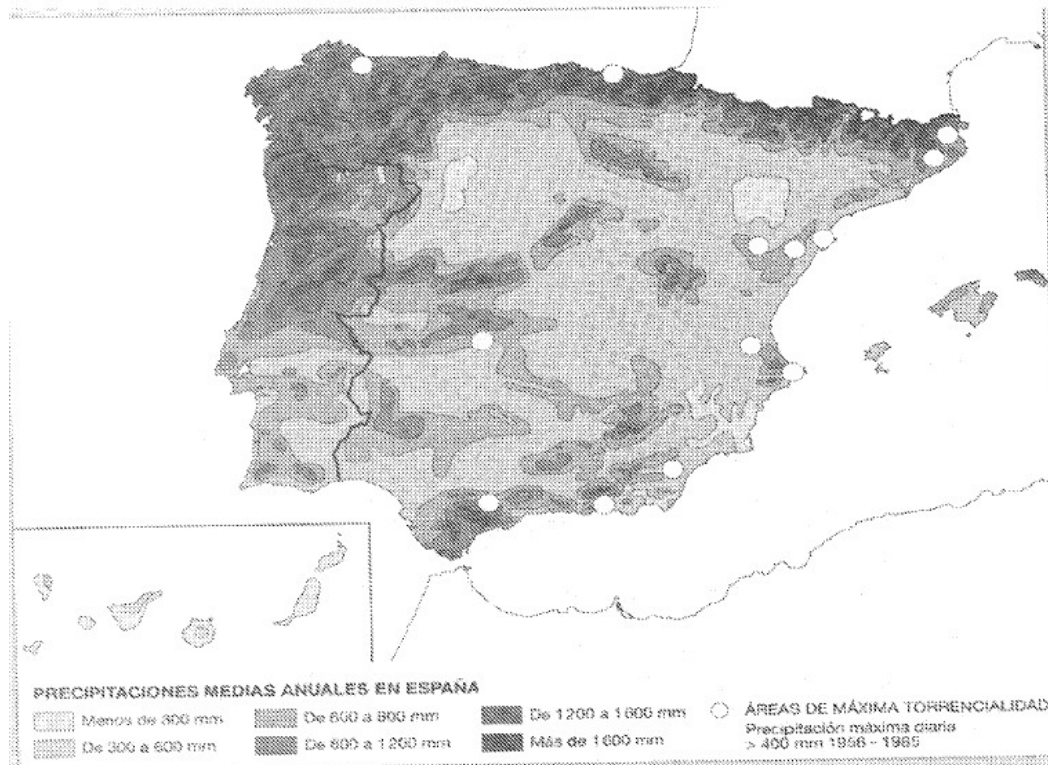 PRECIPITACIONES MEDIAS ANUALES EN ESPAÑA
Menos de 300 mm
De 300 a 600 mm
De 600 a 800 mm
De 800 a 1200 mm
De 1200 a 1600 mm
Más de 1600 mm
ÁREAS DE MÁXIMA TORRENCIALIDAD
Precipitación máxima diaria
> 400 mm 1956 - 1985